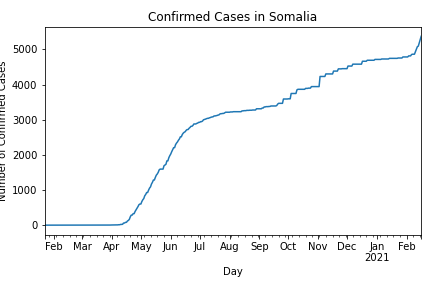 Confirmed Cases in Somalia
Number of Confirmed Cases
5000
4000
3000
2000
1000
0
Feb Mar Apr May Jun Jul Aug Sep Oct Nov Dec Jan Feb
2021
Day